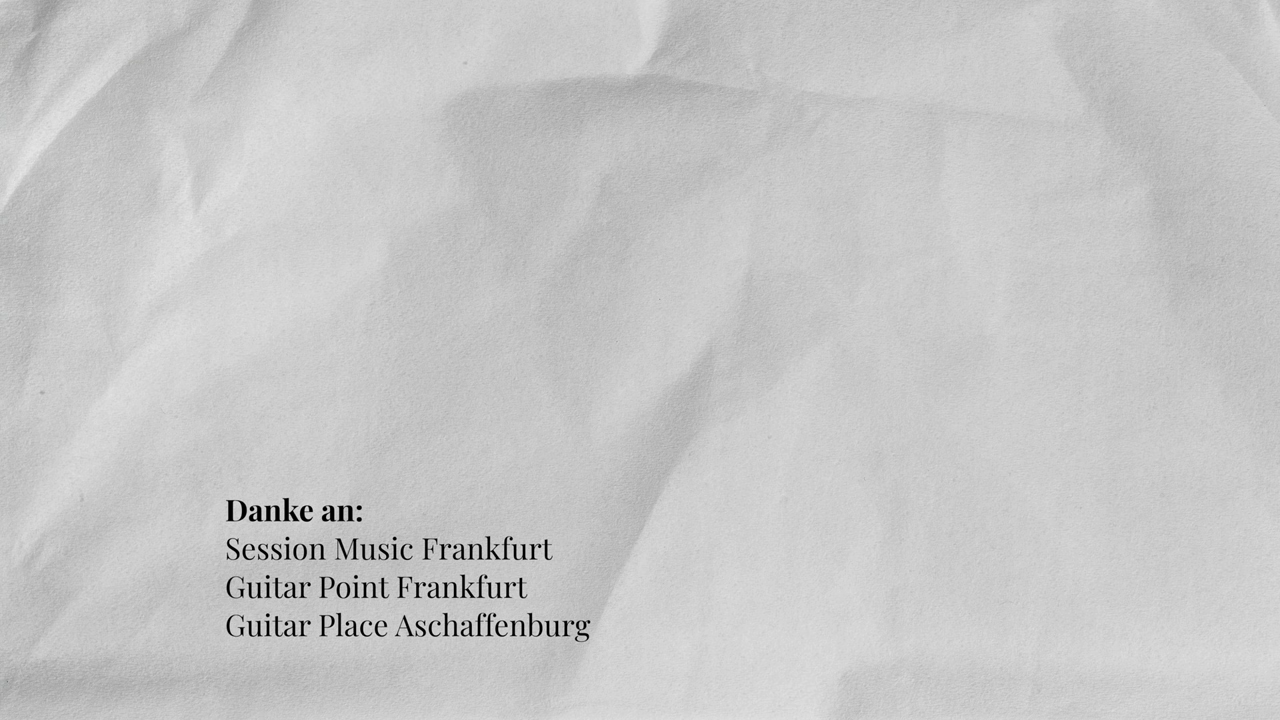 Danke an:
Session Music Frankfurt
Guitar Point Frankfurt
Guitar Place Aschaffenburg